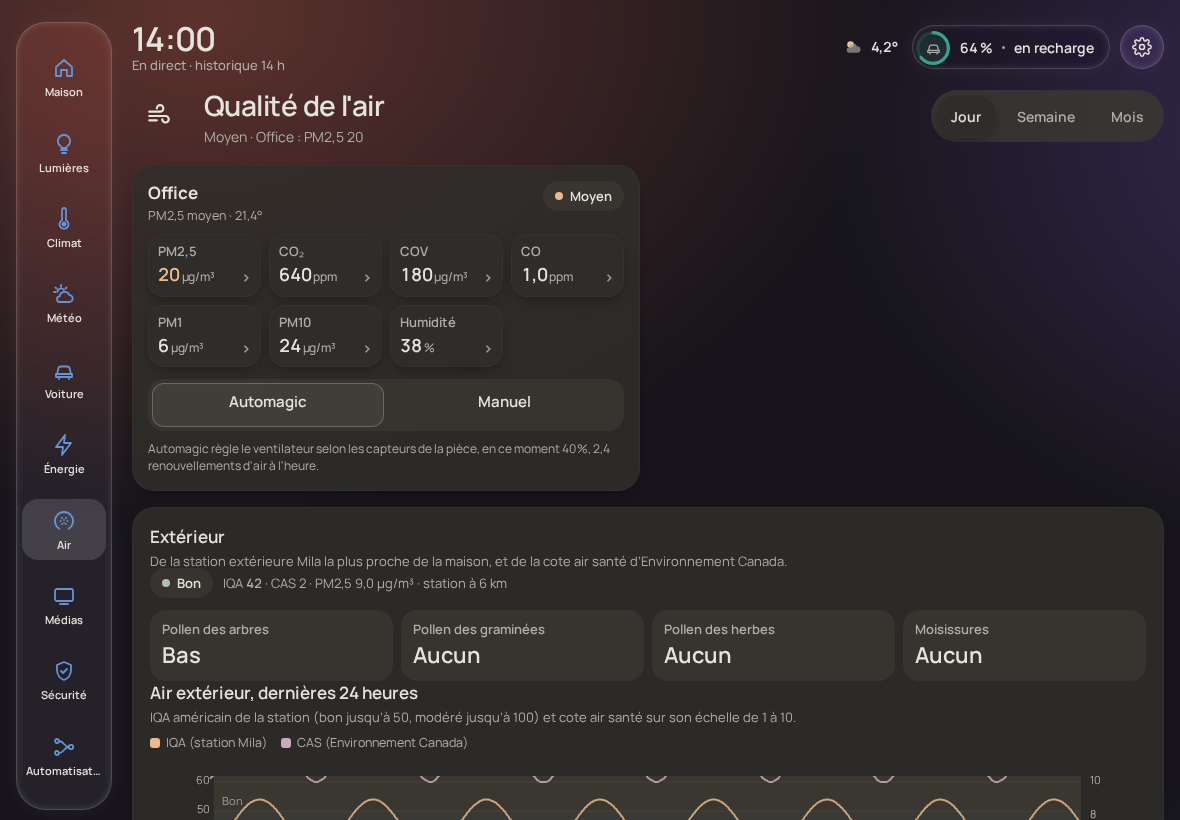 14:00
En direct · historique 14 h
4,2°
64 % • en recharge
Maison
Lumières
Climat
Météo
Voiture
Énergie
Air
Médias
Sécurité
Automatisat…
Qualité de l'air
Moyen · Office : PM2,5 20
Jour
Semaine
Mois
Office
PM2,5 moyen · 21,4°
Moyen
PM2,5
20 µg/m³
CO₂
640 ppm
COV
180 µg/m³
CO
1,0 ppm
PM1
6 µg/m³
PM10
24 µg/m³
Humidité
38 %
Automagic
Manuel
Automagic règle le ventilateur selon les capteurs de la pièce, en ce moment 40 %, 2,4
renouvellements d'air à l'heure.
Extérieur
De la station extérieure Mila la plus proche de la maison, et de la cote air santé d'Environnement Canada.
Bon
IQA 42 · CAS 2 · PM2,5 9,0 µg/m³ · station à 6 km
Pollen des arbres
Bas
Pollen des graminées
Aucun
Pollen des herbes
Aucun
Moisissures
Aucun
Air extérieur, dernières 24 heures
IQA américain de la station (bon jusqu'à 50, modéré jusqu'à 100) et cote air santé sur son échelle de 1 à 10.
IQA (station Mila)
CAS (Environnement Canada)
60
10
Bon
50
8